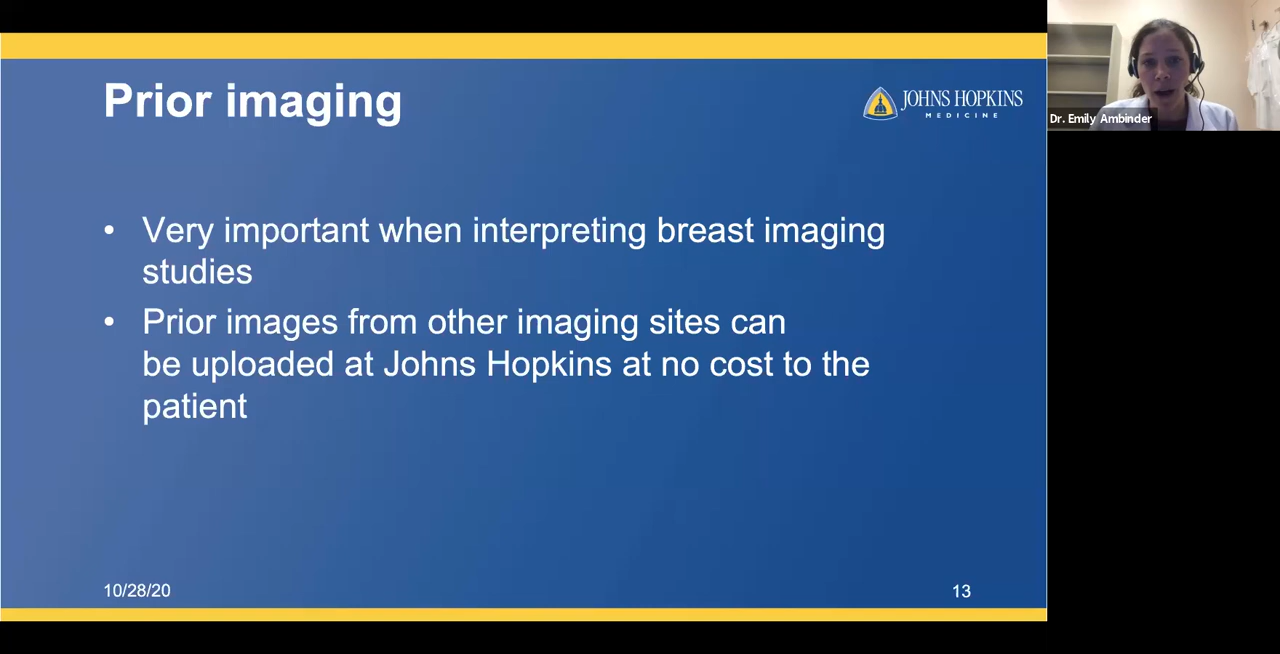 Prior imaging
JOHNS HOPKINS
MEDICINE
Dr. Emily Ambinder
• Very important when interpreting breast imaging
studies
• Prior images from other imaging sites can
be uploaded at Johns Hopkins at no cost to the
patient
10/28/20
13